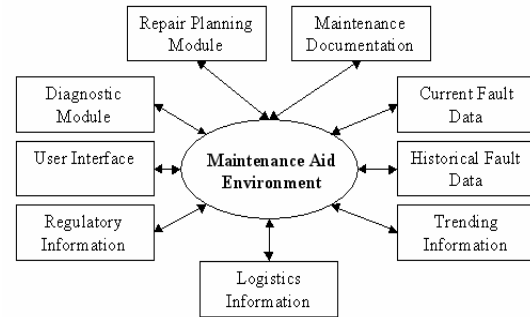 Repair Planning
Module
Maintenance
Documentation
Diagnostic
Module
Current Fault
Data
User Interface
Maintenance Aid
Environment
Historical Fault
Data
Regulatory
Information
Trending
Information
Logistics
Information